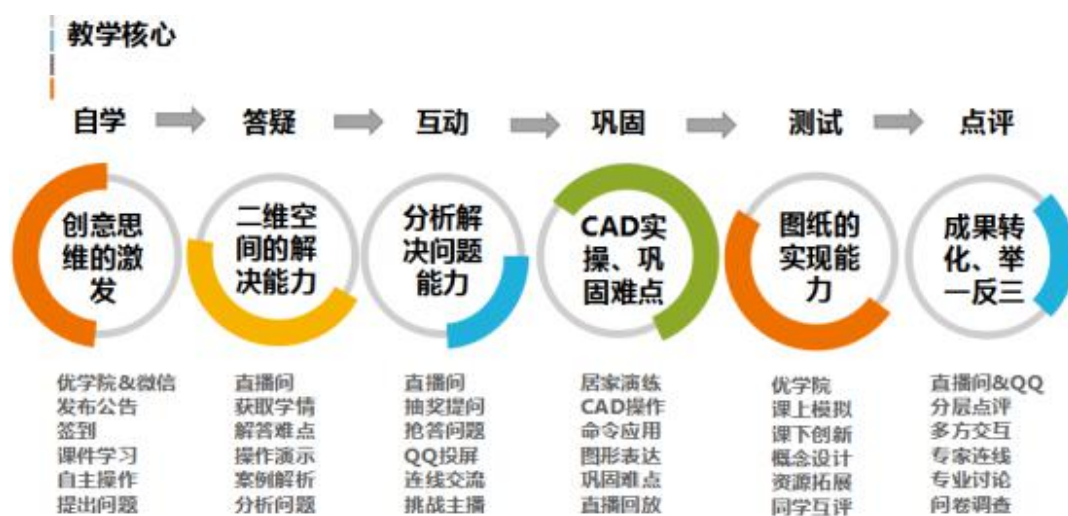 教学核心
自学
答疑
互动
巩固
测试
点评
创意思
维的激
发
二维空
间的解
决能力
分析解
决问题
能力
CAD实
操、巩
固难点
图纸的
实现能
力
成果转
化、举
一反三
优学院&微信
发布公告
签到
课件学习
自主操作
提出问题
直播问
获取学情
解答难点
操作演示
案例解析
分析问题
直播问
抽奖提问
抢答问题
QQ投屏
连线交流
挑战主播
居家演练
CAD操作
命令应用
图形表达
巩固难点
直播回放
优学院
课上模拟
课下创新
概念设计
资源拓展
同学互评
直播问&QQ
分层点评
多方交互
专家连线
专业讨论
问卷调查